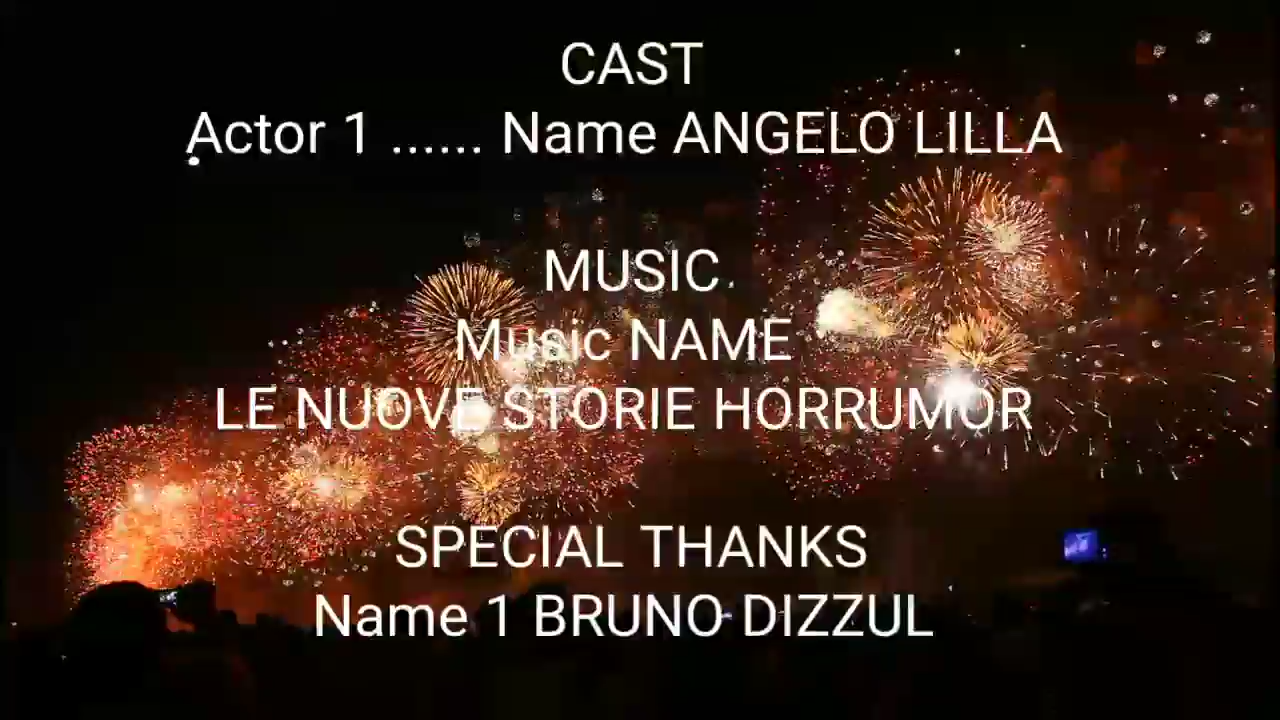 CAST
Actor 1 ...... Name ANGELO LILLA
MUSIC
Music NAME
LE NUOVE STORIE HORRUMOR
SPECIAL THANKS
Name 1 BRUNO DIZZUL